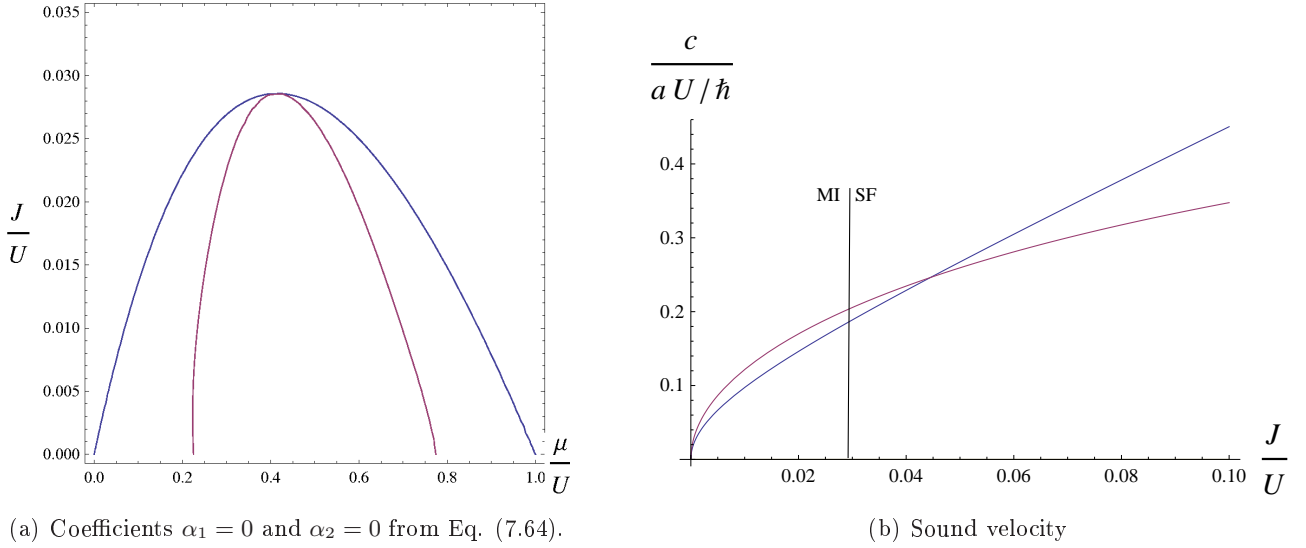 0.035
0.030
0.025
0.020
0.015
0.010
0.005
0.000
J
U
0.0 0.2 0.4 0.6 0.8 1.0
μ
U
(a) Coefficients α₁ = 0 and α₂ = 0 from Eq. (7.64).
c
a U / ℏ
0.4
0.3
0.2
0.1
MI SF
0.02 0.04 0.06 0.08 0.10
J
U
(b) Sound velocity